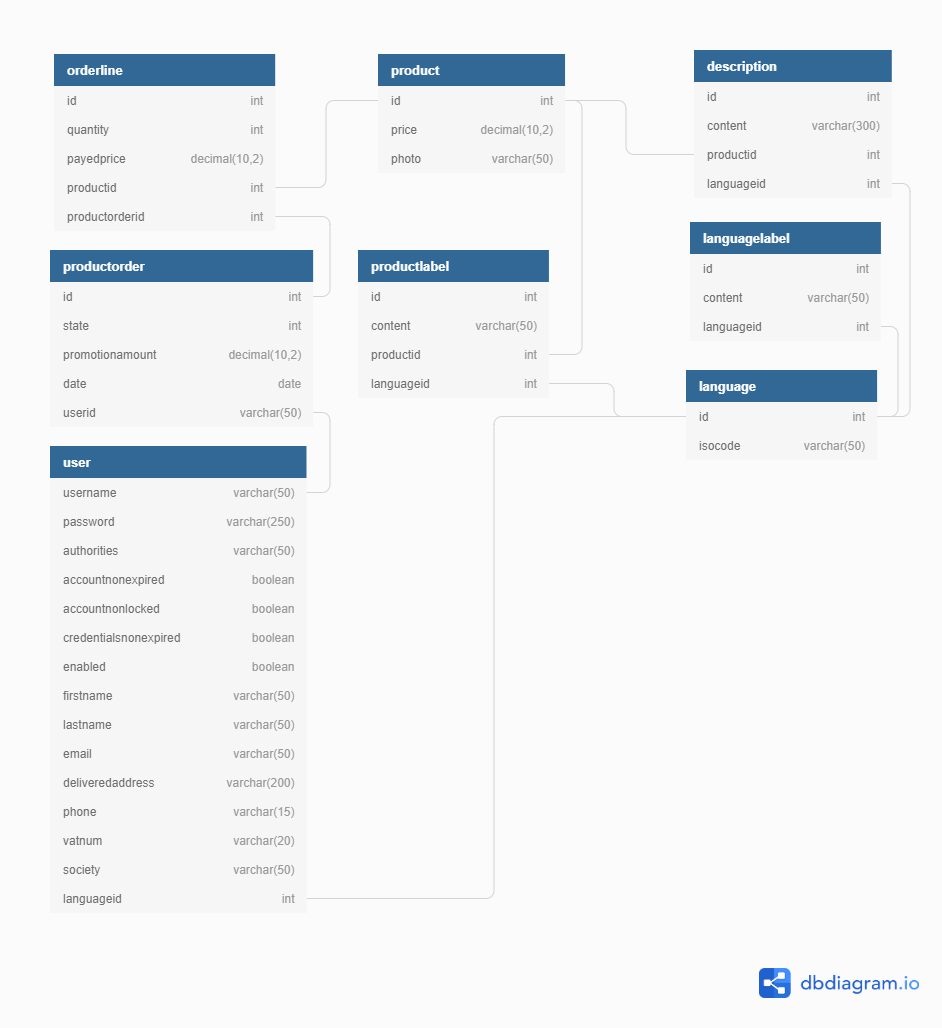 orderline
id int
quantity int
payedprice decimal(10,2)
productid int
productorderid int
product
id int
price decimal(10,2)
photo varchar(50)
description
id int
content varchar(300)
productid int
languageid int
productorder
id int
state int
promotionamount decimal(10,2)
date date
userid varchar(50)
productlabel
id int
content varchar(50)
productid int
languageid int
languagelabel
id int
content varchar(50)
languageid int
language
id int
isocode varchar(50)
user
username varchar(50)
password varchar(250)
authorities varchar(50)
accountnonexpired boolean
accountnonlocked boolean
credentialsnonexpired boolean
enabled boolean
firstname varchar(50)
lastname varchar(50)
email varchar(50)
deliveredaddress varchar(200)
phone varchar(15)
vatnum varchar(20)
society varchar(50)
languageid int
dbdiagram.io